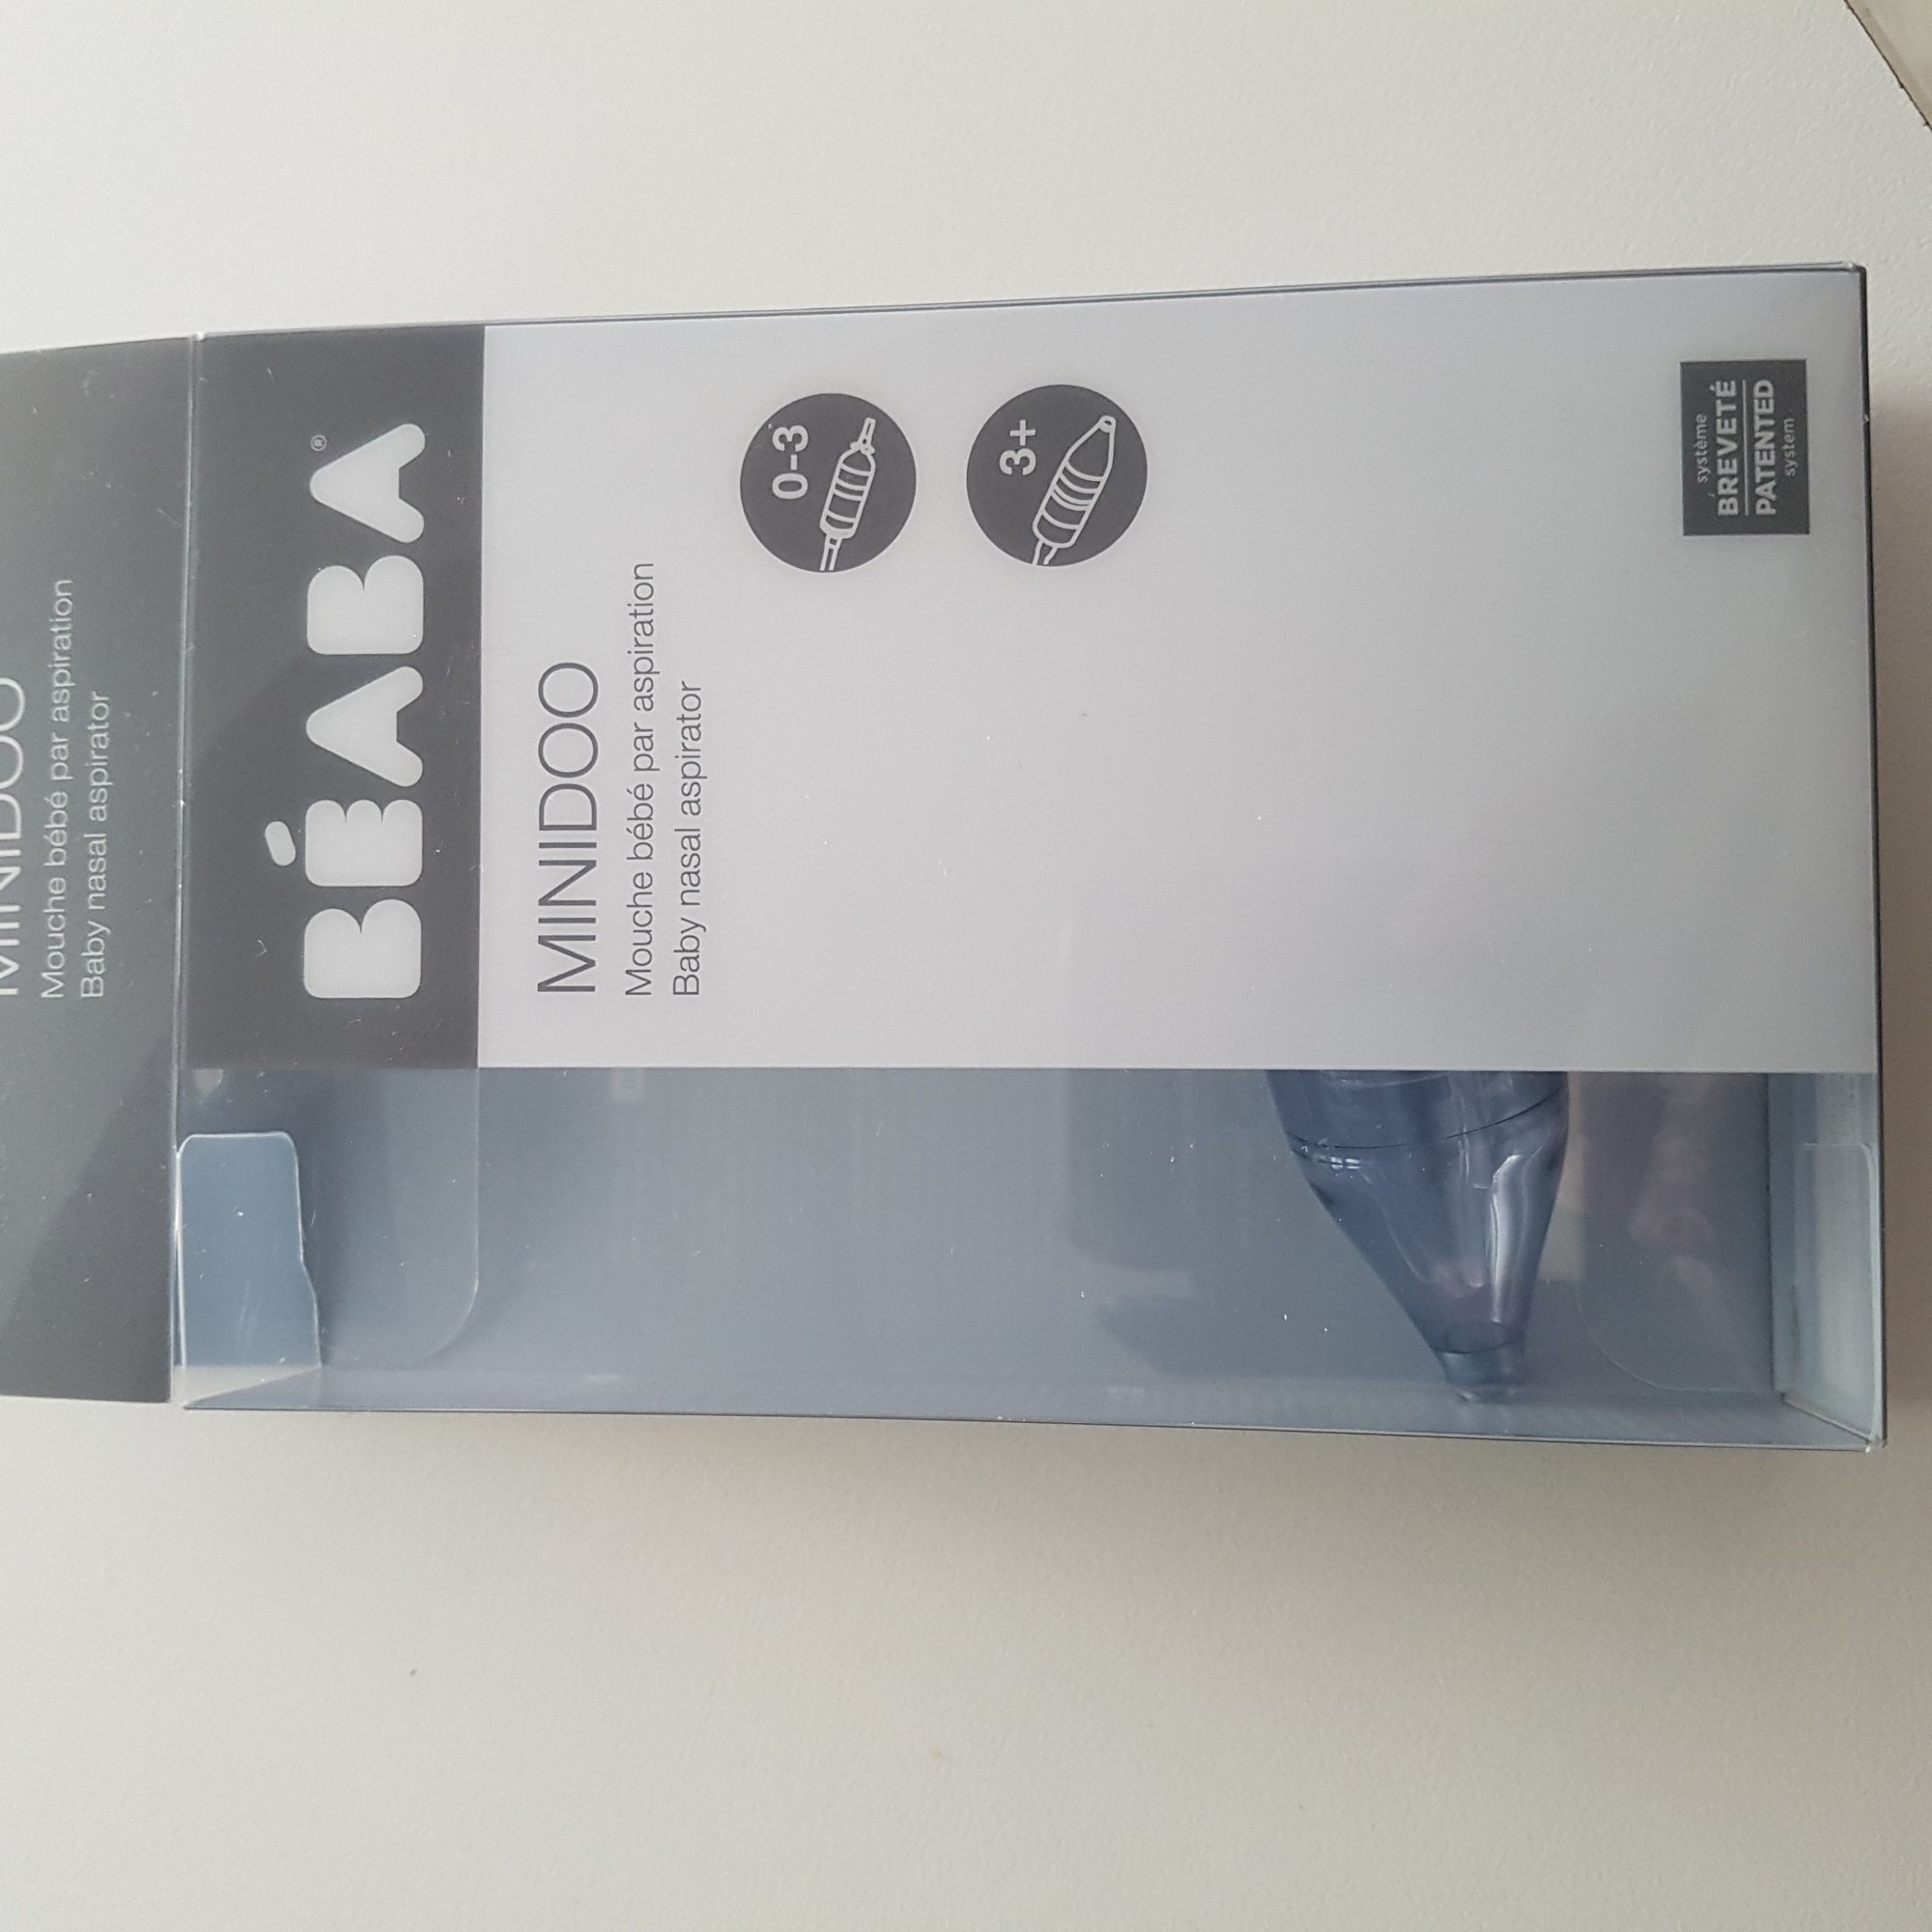 MINIDOO
Mouche bébé par aspiration
Baby nasal aspirator
BÉABA®
MINIDOO
Mouche bébé par aspiration
Baby nasal aspirator
0-3
3+
système
BREVETÉ
PATENTED
system